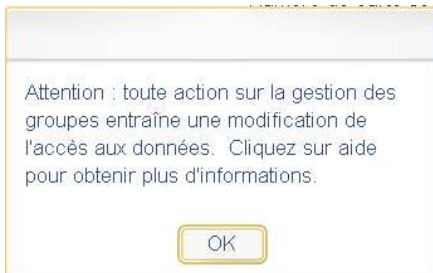 Attention : toute action sur la gestion des
groupes entraîne une modification de
l'accès aux données. Cliquez sur aide
pour obtenir plus d'informations.
OK